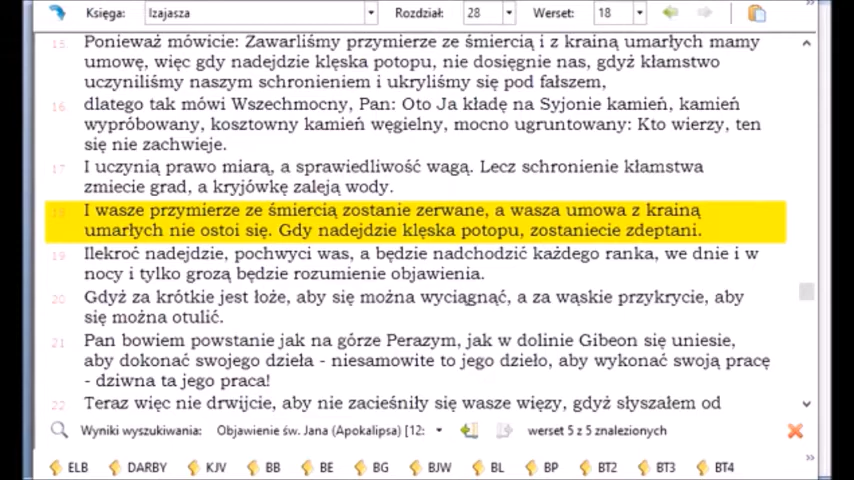 Księga: Izajasza Rozdział: 28 Werset: 18
15. Ponieważ mówicie: Zawarliśmy przymierze ze śmiercią i z krainą umarłych mamy
umowę, więc gdy nadejdzie klęska potopu, nie dosięgnie nas, gdyż kłamstwo
uczyniliśmy naszym schronieniem i ukryliśmy się pod fałszem,
16. dlatego tak mówi Wszechmocny, Pan: Oto Ja kładę na Syjonie kamień, kamień
wypróbowany, kosztowny kamień węgielny, mocno ugruntowany: Kto wierzy, ten
się nie zachwieje.
17. I uczynią prawo miarą, a sprawiedliwość wagą. Lecz schronienie kłamstwa
zmiecie grad, a kryjówkę zaleją wody.
18. I wasze przymierze ze śmiercią zostanie zerwane, a wasza umowa z krainą
umarłych nie ostoi się. Gdy nadejdzie klęska potopu, zostaniecie zdeptani.
19. Ilekroć nadejdzie, pochwyci was, a będzie nadchodzić każdego ranka, we dnie i w
nocy i tylko grozą będzie rozumienie objawienia.
20. Gdyż za krótkie jest łoże, aby się można wyciągnąć, a za wąskie przykrycie, aby
się można otulić.
21. Pan bowiem powstanie jak na górze Perazym, jak w dolinie Gibeon się uniesie,
aby dokonać swojego dzieła - niesamowite to jego dzieło, aby wykonać swoją pracę
- dziwna ta jego praca!
22. Teraz więc nie drwijcie, aby nie zacieśniły się wasze więzy, gdyż słyszałem od
Wyniki wyszukiwania: Objawienie św. Jana (Apokalipsa) [12: werset 5 z 5 znalezionych
ELB DARBY KJV BB BE BG BJW BL BP BT2 BT3 BT4